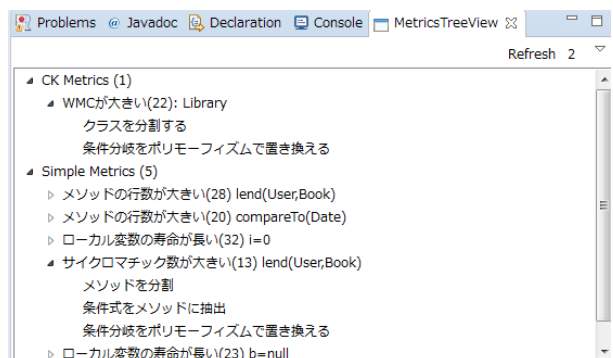 Problems @ Javadoc Declaration Console MetricsTreeView
Refresh 2
CK Metrics (1)
WMCが大きい(22): Library
クラスを分割する
条件分岐をポリモーフィズムで置き換える
Simple Metrics (5)
メソッドの行数が大きい(28) lend(User,Book)
メソッドの行数が大きい(20) compareTo(Date)
ローカル変数の寿命が長い(32) i=0
サイクロマチック数が大きい(13) lend(User,Book)
メソッドを分割
条件式をメソッドに抽出
条件分岐をポリモーフィズムで置き換える
ローカル変数の寿命が長い(23) b=null